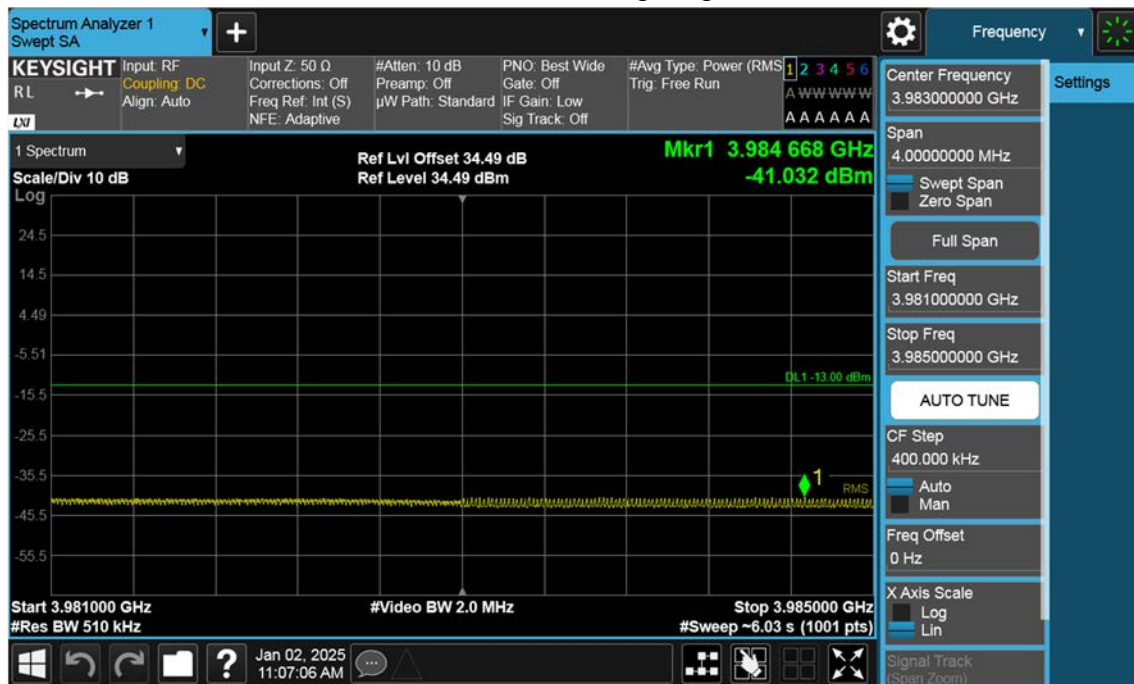 Spectrum Analyzer 1
Swept SA
Frequency
KEYSIGHT
RL
LXI
Input: RF
Coupling: DC
Align: Auto
Input Z: 50 Ω
Corrections: Off
Freq Ref: Int (S)
NFE: Adaptive
#Atten: 10 dB
Preamp: Off
µW Path: Standard
PNO: Best Wide
Gate: Off
IF Gain: Low
Sig Track: Off
#Avg Type: Power (RMS
Trig: Free Run
1 2 3 4 5 6
A W W W W W
A A A A A A
1 Spectrum
Scale/Div 10 dB
Ref Lvl Offset 34.49 dB
Ref Level 34.49 dBm
Mkr1 3.984 668 GHz
-41.032 dBm
Log
24.5
14.5
4.49
-5.51
-15.5
-25.5
-35.5
-45.5
-55.5
DL1 -13.00 dBm
1
RMS
Start 3.981000 GHz
#Res BW 510 kHz
#Video BW 2.0 MHz
Stop 3.985000 GHz
#Sweep ~6.03 s (1001 pts)
Center Frequency
3.983000000 GHz
Span
4.00000000 MHz
Swept Span
Zero Span
Full Span
Start Freq
3.981000000 GHz
Stop Freq
3.985000000 GHz
AUTO TUNE
CF Step
400.000 kHz
Auto
Man
Freq Offset
0 Hz
X Axis Scale
Log
Lin
Signal Track
(Span Zoom)
Settings
?
Jan 02, 2025
11:07:06 AM